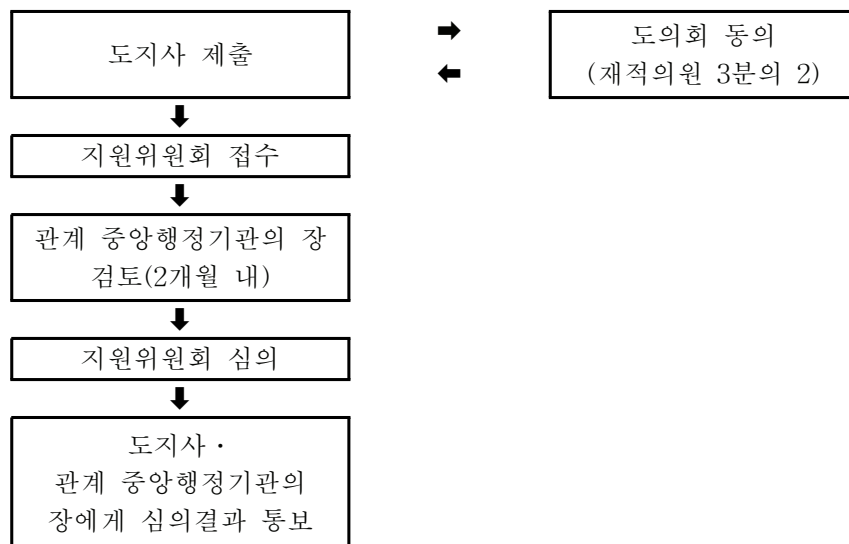 도지사 제출
도의회 동의
(재적의원 3분의 2)
지원위원회 접수
관계 중앙행정기관의 장
검토(2개월 내)
지원위원회 심의
도지사·
관계 중앙행정기관의
장에게 심의결과 통보